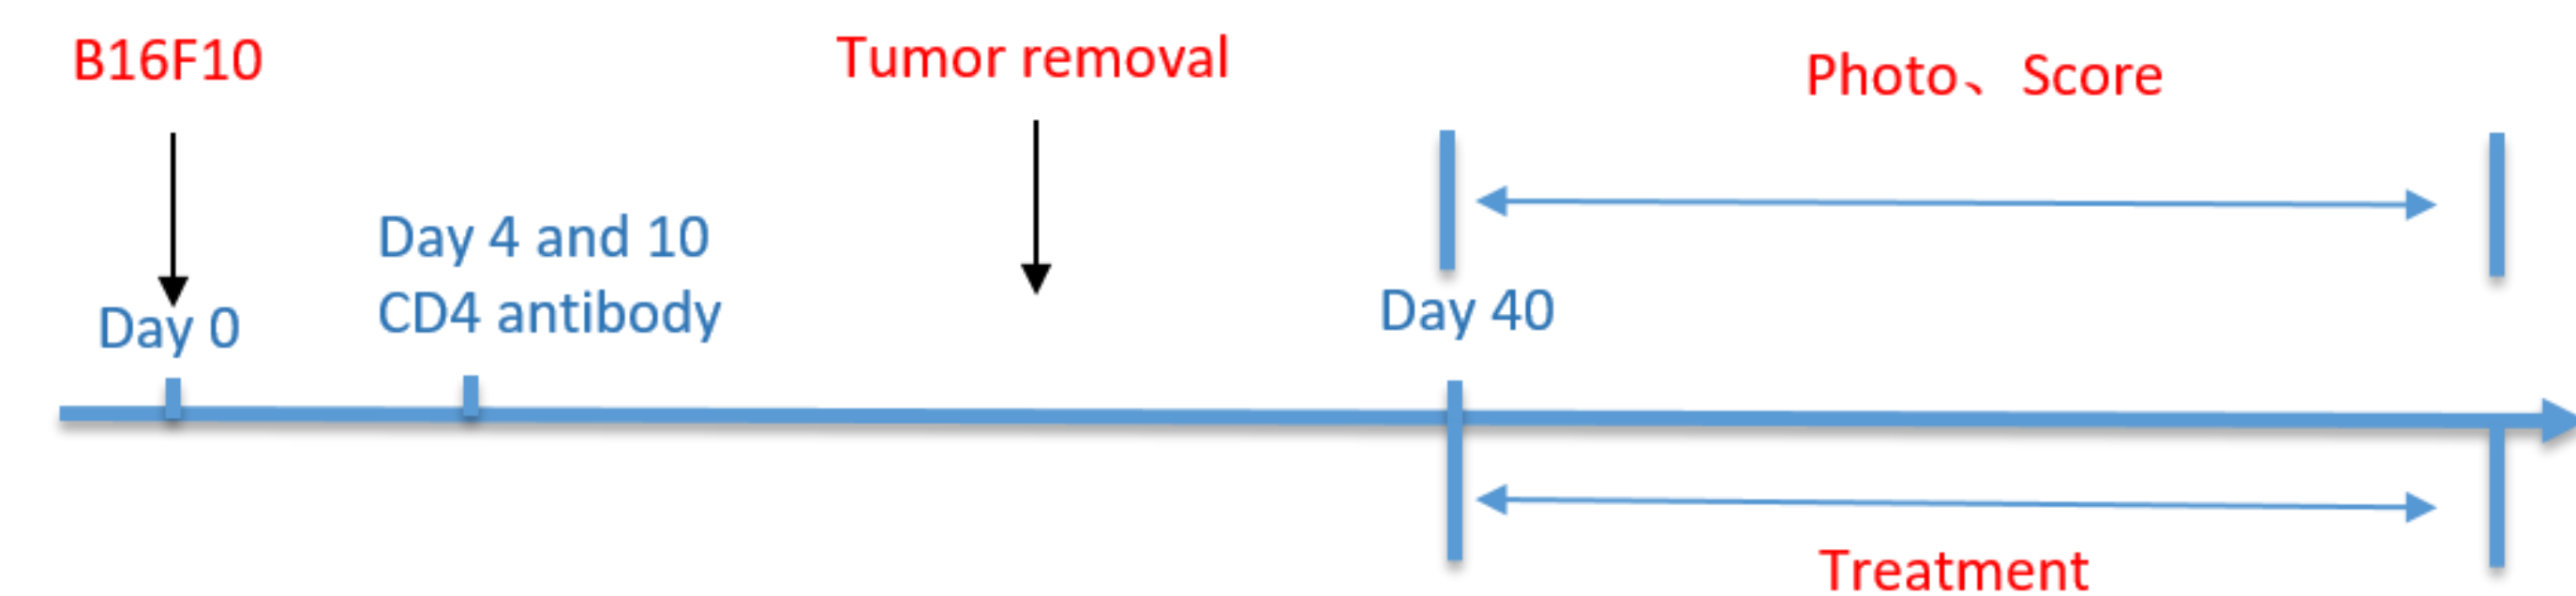 B16F10
Tumor removal
Photo、Score
Day 4 and 10
CD4 antibody
Day 0
Day 40
Treatment